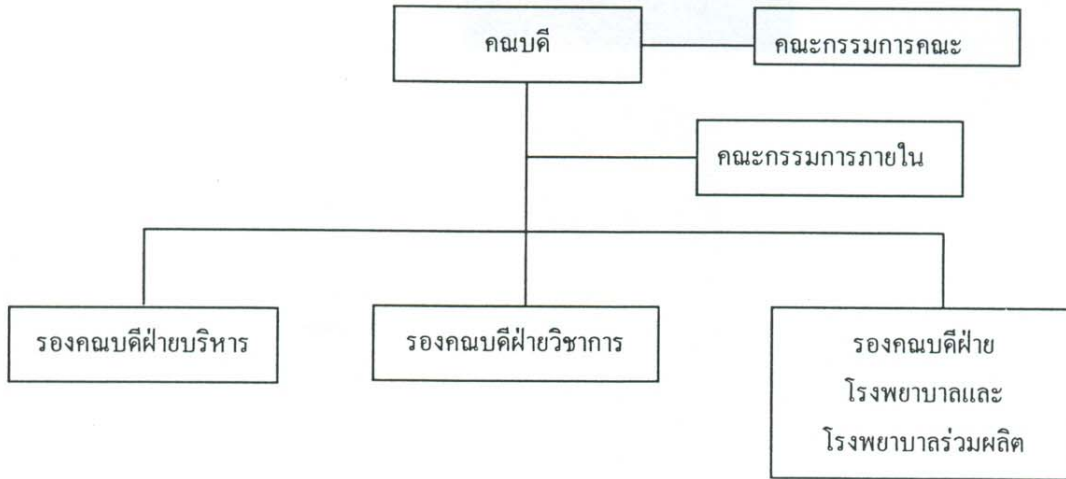 คณบดี
คณะกรรมการคณะ
คณะกรรมการภายใน
รองคณบดีฝ่ายบริหาร
รองคณบดีฝ่ายวิชาการ
รองคณบดีฝ่าย
โรงพยาบาลและ
โรงพยาบาลร่วมผลิต